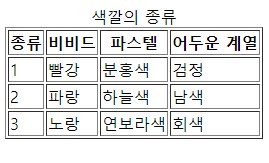 색깔의 종류
종류 비비드 파스텔 어두운 계열
1 빨강 분홍색 검정
2 파랑 하늘색 남색
3 노랑 연보라색 회색